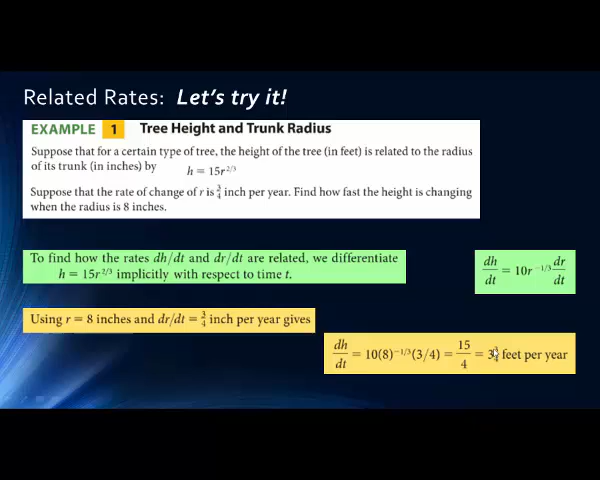 Related Rates: Let's try it!
EXAMPLE 1 Tree Height and Trunk Radius
Suppose that for a certain type of tree, the height of the tree (in feet) is related to the radius
of its trunk (in inches) by
h = 15r^2/3
Suppose that the rate of change of r is 3/4 inch per year. Find how fast the height is changing
when the radius is 8 inches.
To find how the rates dh/dt and dr/dt are related, we differentiate
h = 15r^2/3 implicitly with respect to time t.
dh/dt = 10r^-1/3 dr/dt
Using r = 8 inches and dr/dt = 3/4 inch per year gives
dh/dt = 10(8)^-1/3(3/4) = 15/4 = 3 3/4 feet per year